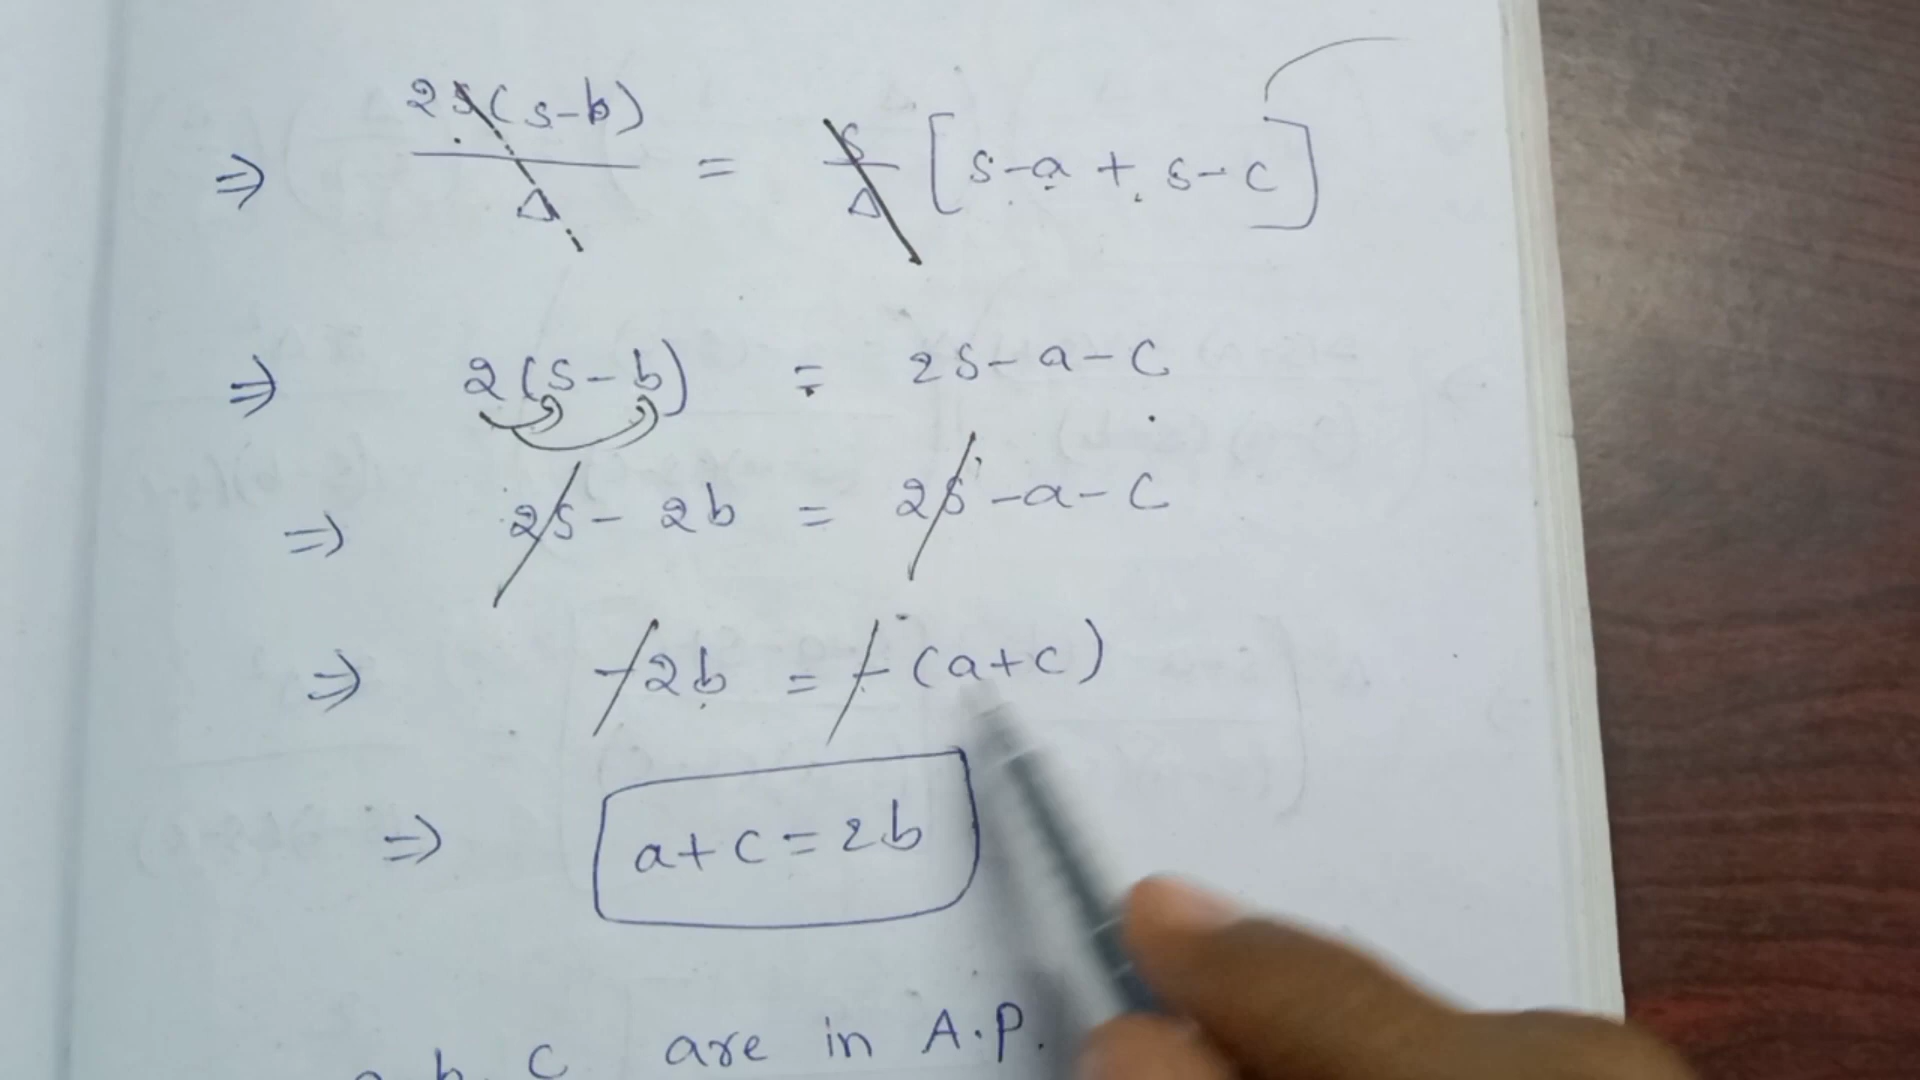 ⇒ 2s(s-b)/Δ = s/Δ [s-a + s-c]
⇒ 2(s-b) = 2s-a-c
⇒ 2s - 2b = 2s -a-c
⇒ -2b = -(a+c)
⇒ a+c=2b
a, b, c are in A.P.